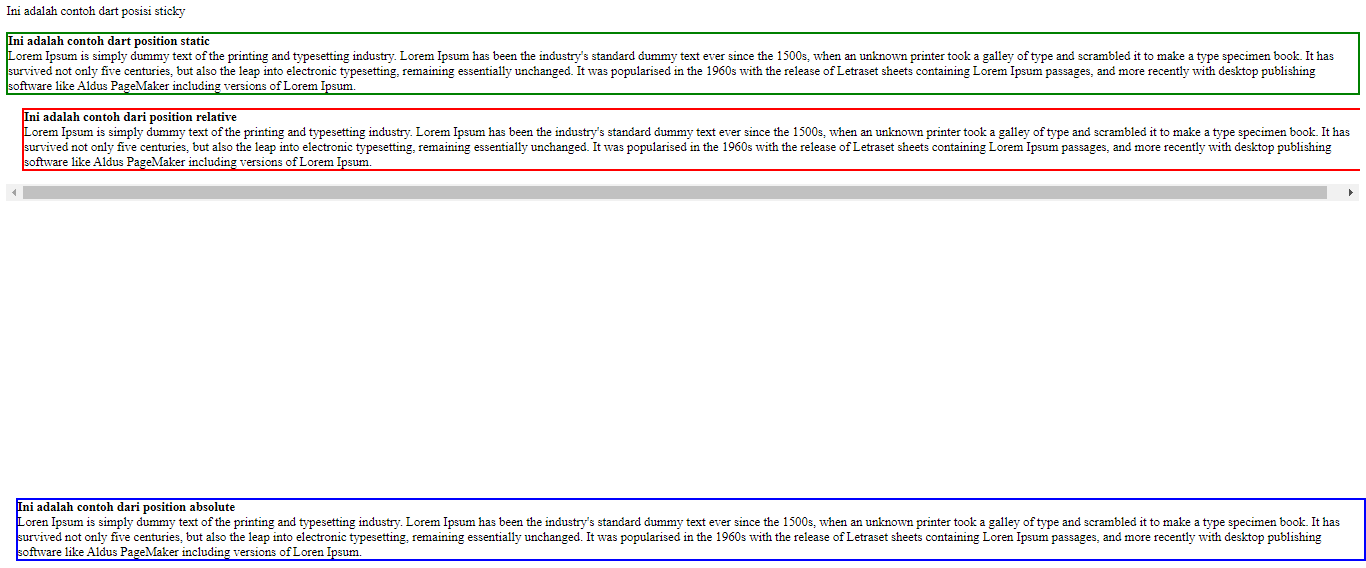 Ini adalah contoh dart posisi sticky
Ini adalah contoh dart position static
Lorem Ipsum is simply dummy text of the printing and typesetting industry. Lorem Ipsum has been the industry's standard dummy text ever since the 1500s, when an unknown printer took a galley of type and scrambled it to make a type specimen book. It has
survived not only five centuries, but also the leap into electronic typesetting, remaining essentially unchanged. It was popularised in the 1960s with the release of Letraset sheets containing Lorem Ipsum passages, and more recently with desktop publishing
software like Aldus PageMaker including versions of Lorem Ipsum.
Ini adalah contoh dari position relative
Lorem Ipsum is simply dummy text of the printing and typesetting industry. Lorem Ipsum has been the industry's standard dummy text ever since the 1500s, when an unknown printer took a galley of type and scrambled it to make a type specimen book. It has
survived not only five centuries, but also the leap into electronic typesetting, remaining essentially unchanged. It was popularised in the 1960s with the release of Letraset sheets containing Lorem Ipsum passages, and more recently with desktop publishing
software like Aldus PageMaker including versions of Lorem Ipsum.
Ini adalah contoh dari position absolute
Loren Ipsum is simply dummy text of the printing and typesetting industry. Lorem Ipsum has been the industry's standard dummy text ever since the 1500s, when an unknown printer took a galley of type and scrambled it to make a type specimen book. It has
survived not only five centuries, but also the leap into electronic typesetting, remaining essentially unchanged. It was popularised in the 1960s with the release of Letraset sheets containing Lorem Ipsum passages, and more recently with desktop publishing
software like Aldus PageMaker including versions of Loren Ipsum.